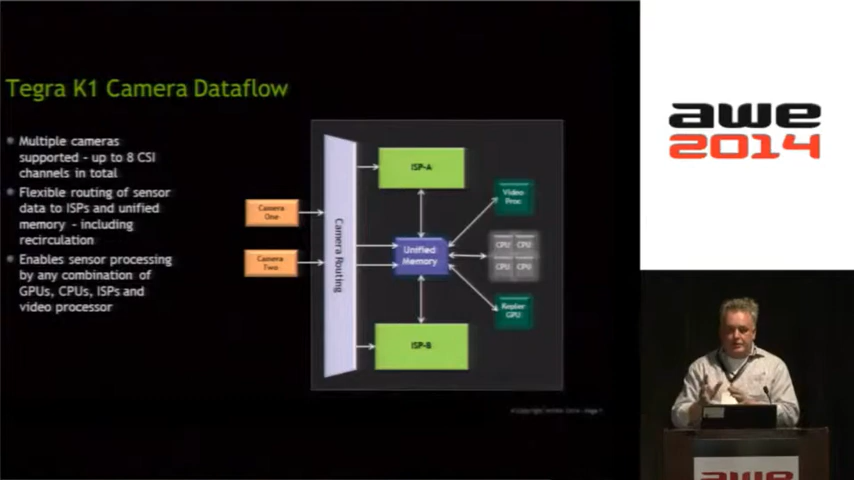 Tegra K1 Camera Dataflow
Multiple cameras
supported - up to 8 CSI
channels in total
Flexible routing of sensor
data to ISPs and unified
memory - including
recirculation
Enables sensor processing
by any combination of
GPUs, CPUs, ISPs and
video processor
Camera
One
Camera
Two
Camera Routing
ISP-A
Unified
Memory
ISP-B
Video
Proc
CPU CPU
CPU CPU
Kepler
GPU
awe
2014
awe